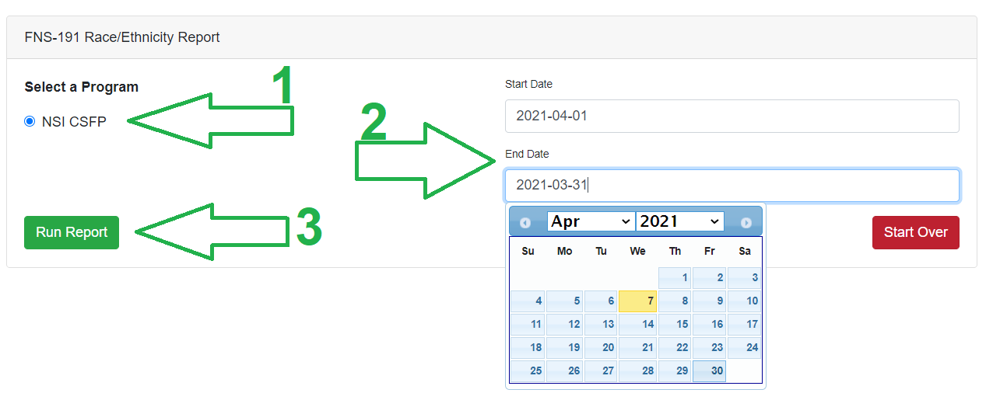 FNS-191 Race/Ethnicity Report
Select a Program
1
NSI CSFP
Start Date
2021-04-01
2
End Date
2021-03-31
Run Report
3
Start Over
Apr 2021
Su Mo Tu We Th Fr Sa
1 2 3
4 5 6 7 8 9 10
11 12 13 14 15 16 17
18 19 20 21 22 23 24
25 26 27 28 29 30